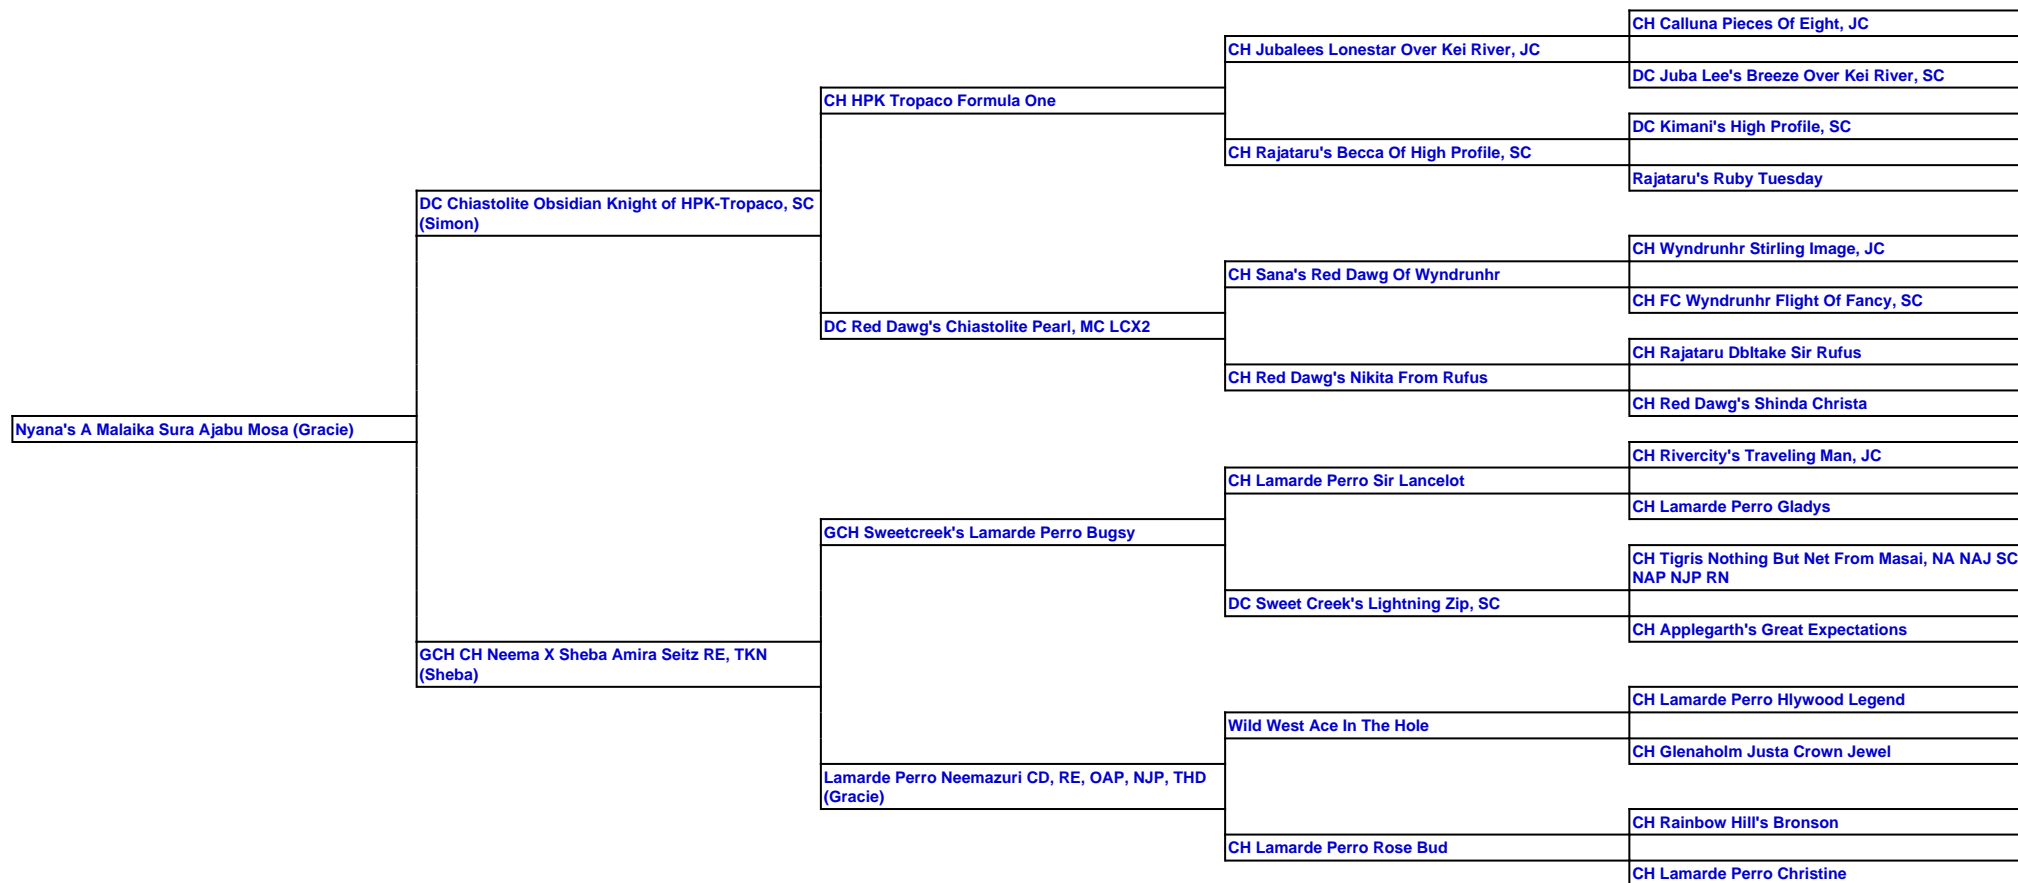 CH Calluna Pieces Of Eight, JC
CH Jubalees Lonestar Over Kei River, JC
DC Juba Lee's Breeze Over Kei River, SC
CH HPK Tropaco Formula One
DC Kimani's High Profile, SC
CH Rajataru's Becca Of High Profile, SC
Rajataru's Ruby Tuesday
DC Chiastolite Obsidian Knight of HPK-Tropaco, SC
(Simon)
CH Wyndrunhr Stirling Image, JC
CH Sana's Red Dawg Of Wyndrunhr
CH FC Wyndrunhr Flight Of Fancy, SC
DC Red Dawg's Chiastolite Pearl, MC LCX2
CH Rajataru Dbltake Sir Rufus
CH Red Dawg's Nikita From Rufus
CH Red Dawg's Shinda Christa
Nyana's A Malaika Sura Ajabu Mosa (Gracie)
CH Rivercity's Traveling Man, JC
CH Lamarde Perro Sir Lancelot
CH Lamarde Perro Gladys
GCH Sweetcreek's Lamarde Perro Bugsy
CH Tigris Nothing But Net From Masai, NA NAJ SC
NAP NJP RN
DC Sweet Creek's Lightning Zip, SC
CH Applegarth's Great Expectations
GCH CH Neema X Sheba Amira Seitz RE, TKN
(Sheba)
CH Lamarde Perro Hlywood Legend
Wild West Ace In The Hole
CH Glenaholm Justa Crown Jewel
Lamarde Perro Neemazuri CD, RE, OAP, NJP, THD
(Gracie)
CH Rainbow Hill's Bronson
CH Lamarde Perro Rose Bud
CH Lamarde Perro Christine